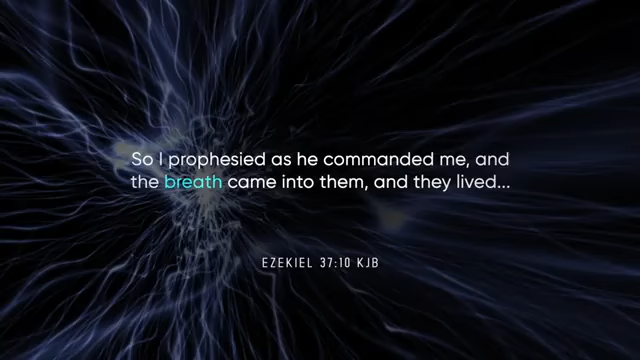 So I prophesied as he commanded me, and
the breath came into them, and they lived...
EZEKIEL 37:10 KJB